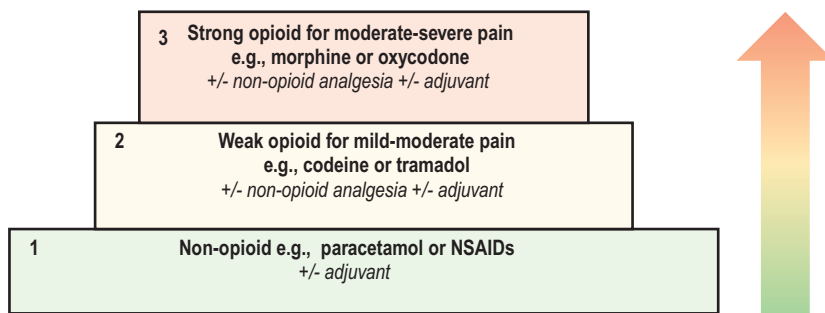 3 Strong opioid for moderate-severe pain
e.g., morphine or oxycodone
+/- non-opioid analgesia +/- adjuvant
2 Weak opioid for mild-moderate pain
e.g., codeine or tramadol
+/- non-opioid analgesia +/- adjuvant
1 Non-opioid e.g., paracetamol or NSAIDs
+/- adjuvant